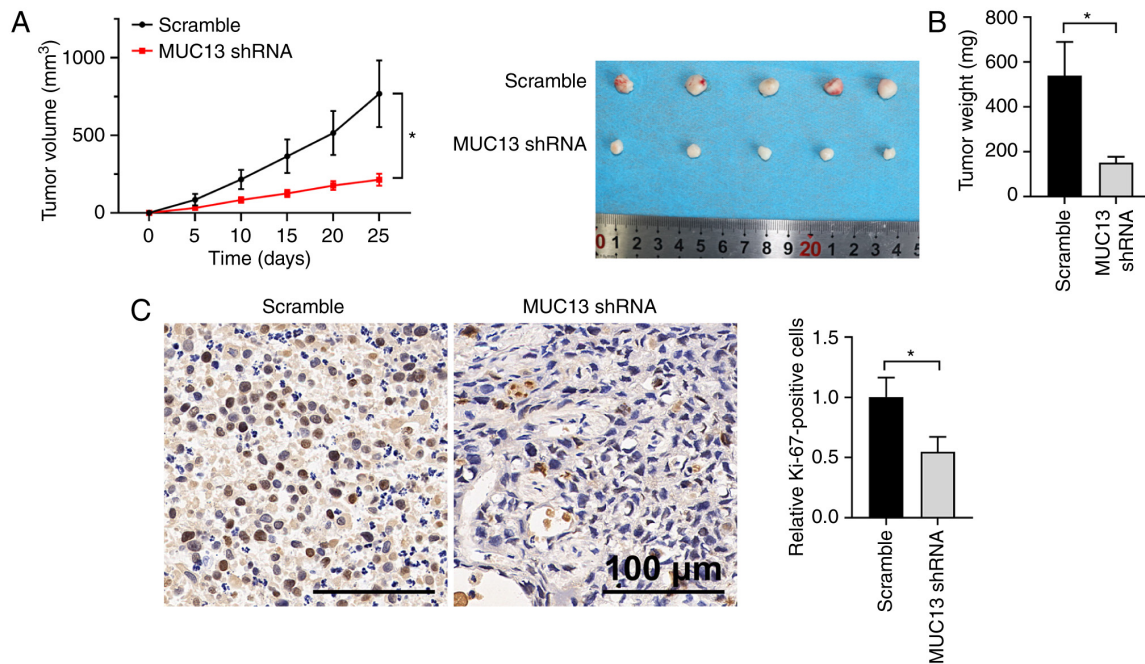 A
Scramble
MUC13 shRNA
Tumor volume (mm³)
1000
500
0
0 5 10 15 20 25
Time (days)
*
Scramble
MUC13 shRNA
0 1 2 3 4 5 6 7 8 9 20 1 2 3 4 5
B
Tumor weight (mg)
800
600
400
200
0
*
Scramble
MUC13
shRNA
C
Scramble
MUC13 shRNA
100 µm
Relative Ki-67-positive cells
1.5
1.0
0.5
0.0
*
Scramble
MUC13 shRNA